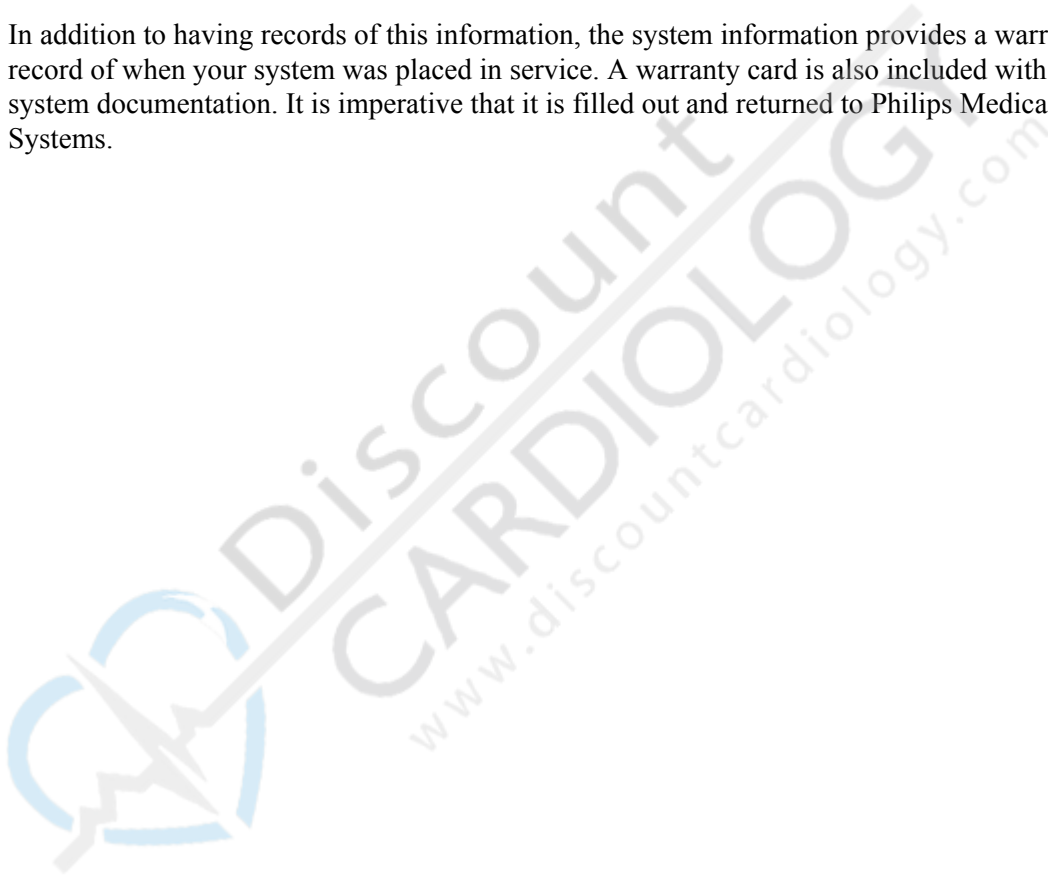 In addition to having records of this information, the system information provides a warr
record of when your system was placed in service. A warranty card is also included with
system documentation. It is imperative that it is filled out and returned to Philips Medica
Systems.
Discount
CARDIOLOGY
www.discountcardiology.com